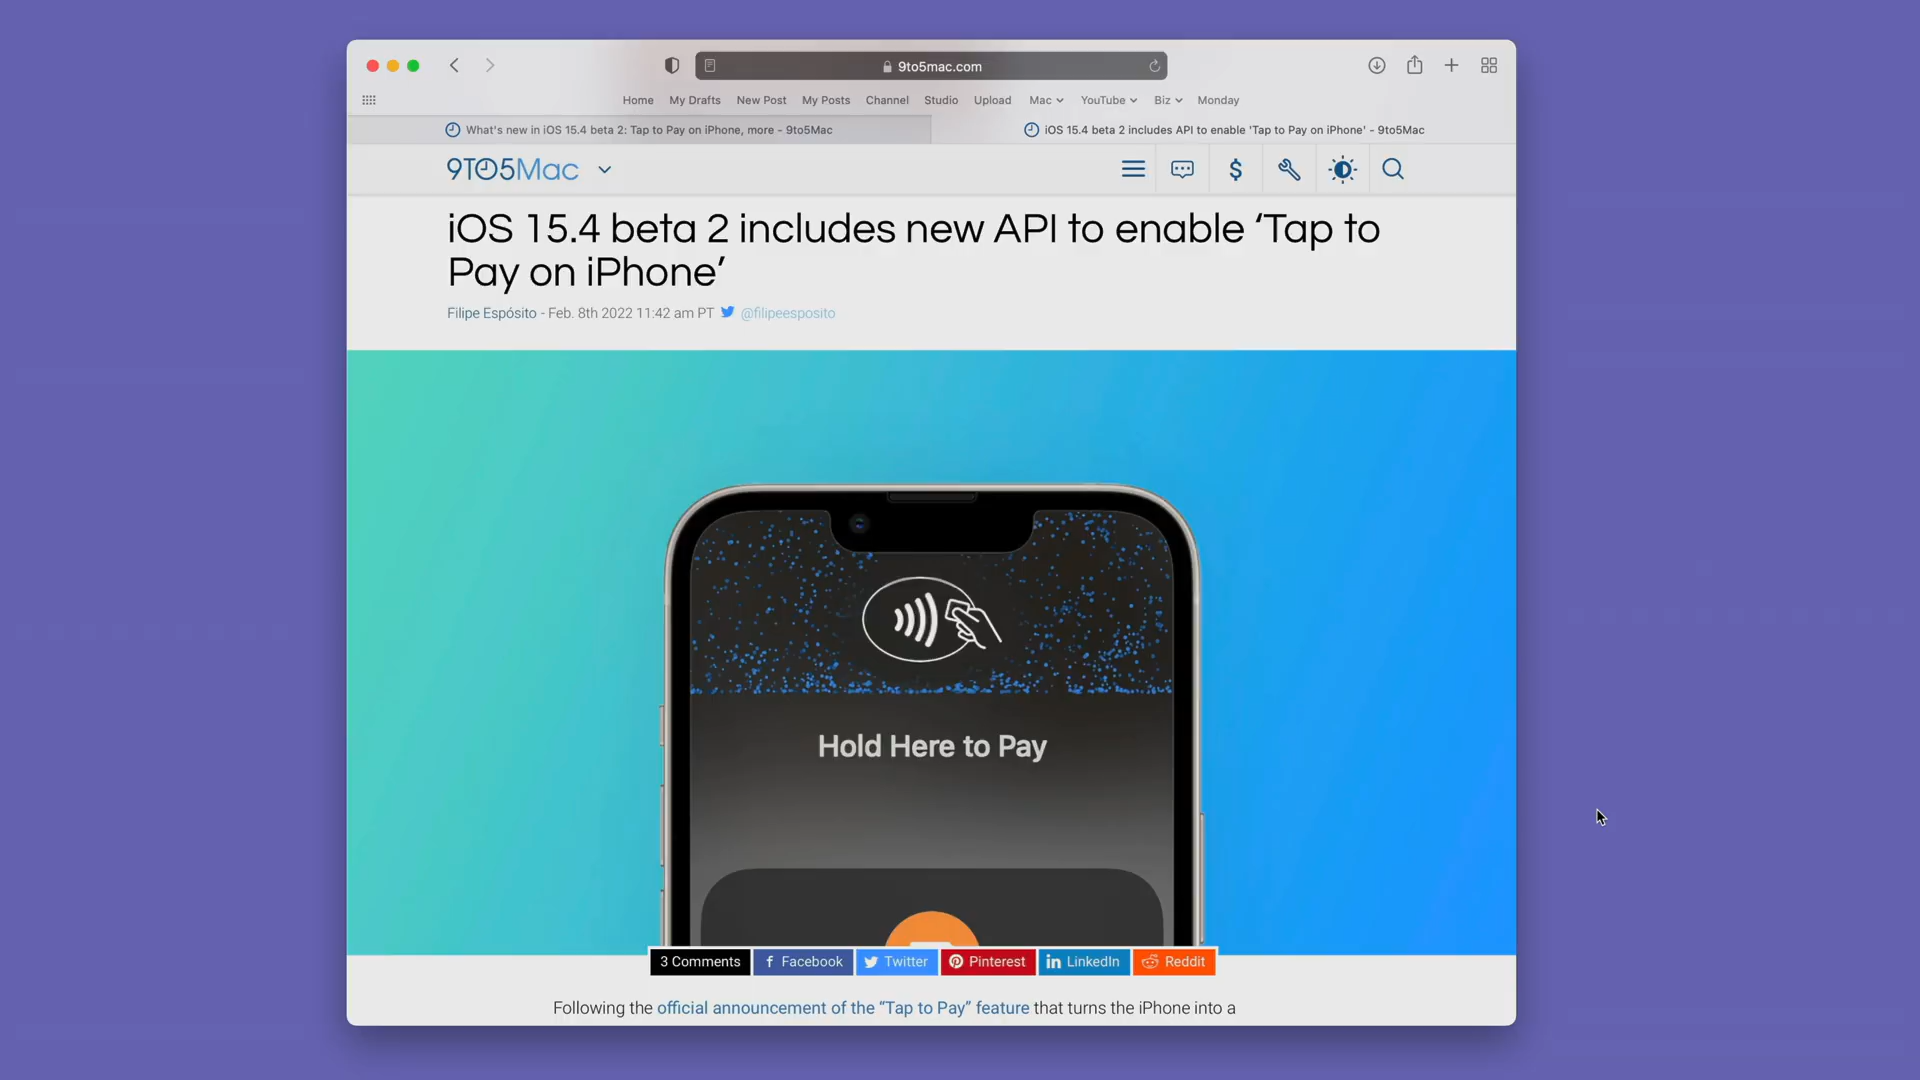 9to5mac.com
Home My Drafts New Post My Posts Channel Studio Upload Mac YouTube Biz Monday
What's new in iOS 15.4 beta 2: Tap to Pay on iPhone, more - 9to5Mac
iOS 15.4 beta 2 includes API to enable 'Tap to Pay on iPhone' - 9to5Mac
9TO5Mac
iOS 15.4 beta 2 includes new API to enable ‘Tap to
Pay on iPhone’
Filipe Espósito - Feb. 8th 2022 11:42 am PT @filipeesposito
Hold Here to Pay
3 Comments Facebook Twitter Pinterest LinkedIn Reddit
Following the official announcement of the “Tap to Pay” feature that turns the iPhone into a